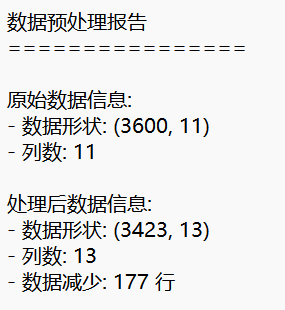 数据预处理报告
================
原始数据信息:
- 数据形状: (3600, 11)
- 列数: 11
处理后数据信息:
- 数据形状: (3423, 13)
- 列数: 13
- 数据减少: 177 行